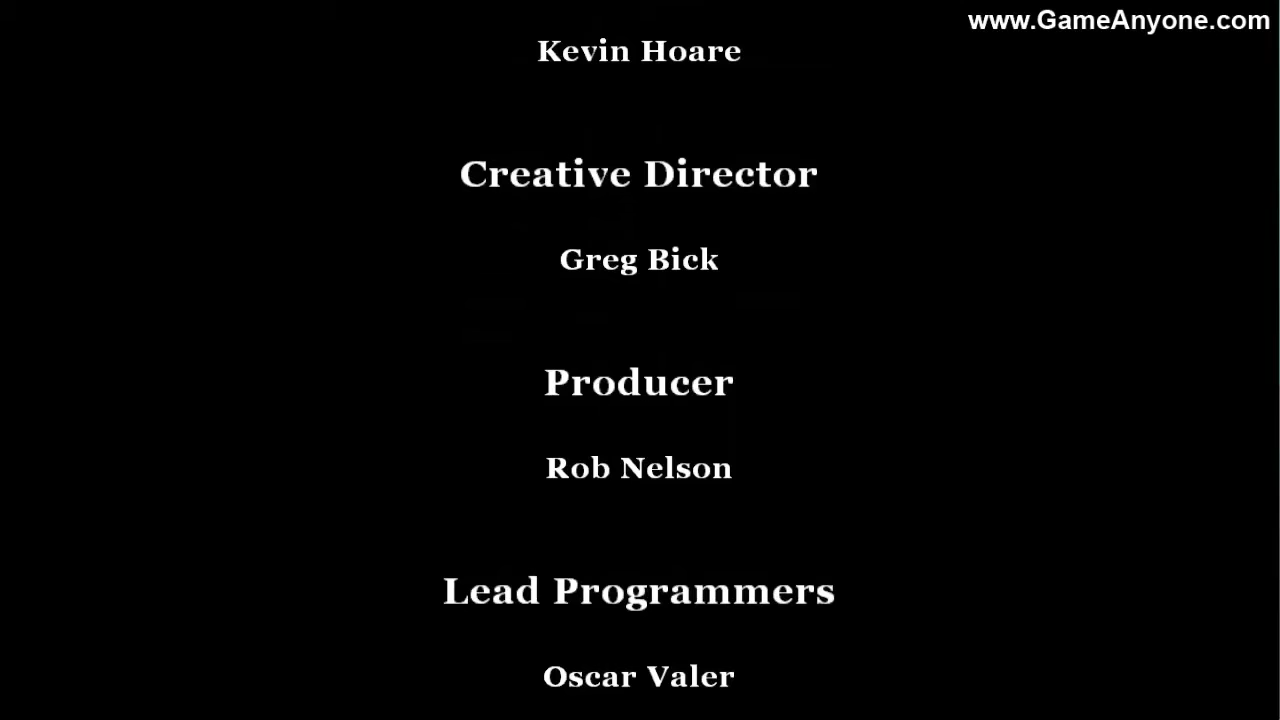 www.GameAnyone.com
Kevin Hoare
Creative Director
Greg Bick
Producer
Rob Nelson
Lead Programmers
Oscar Valer